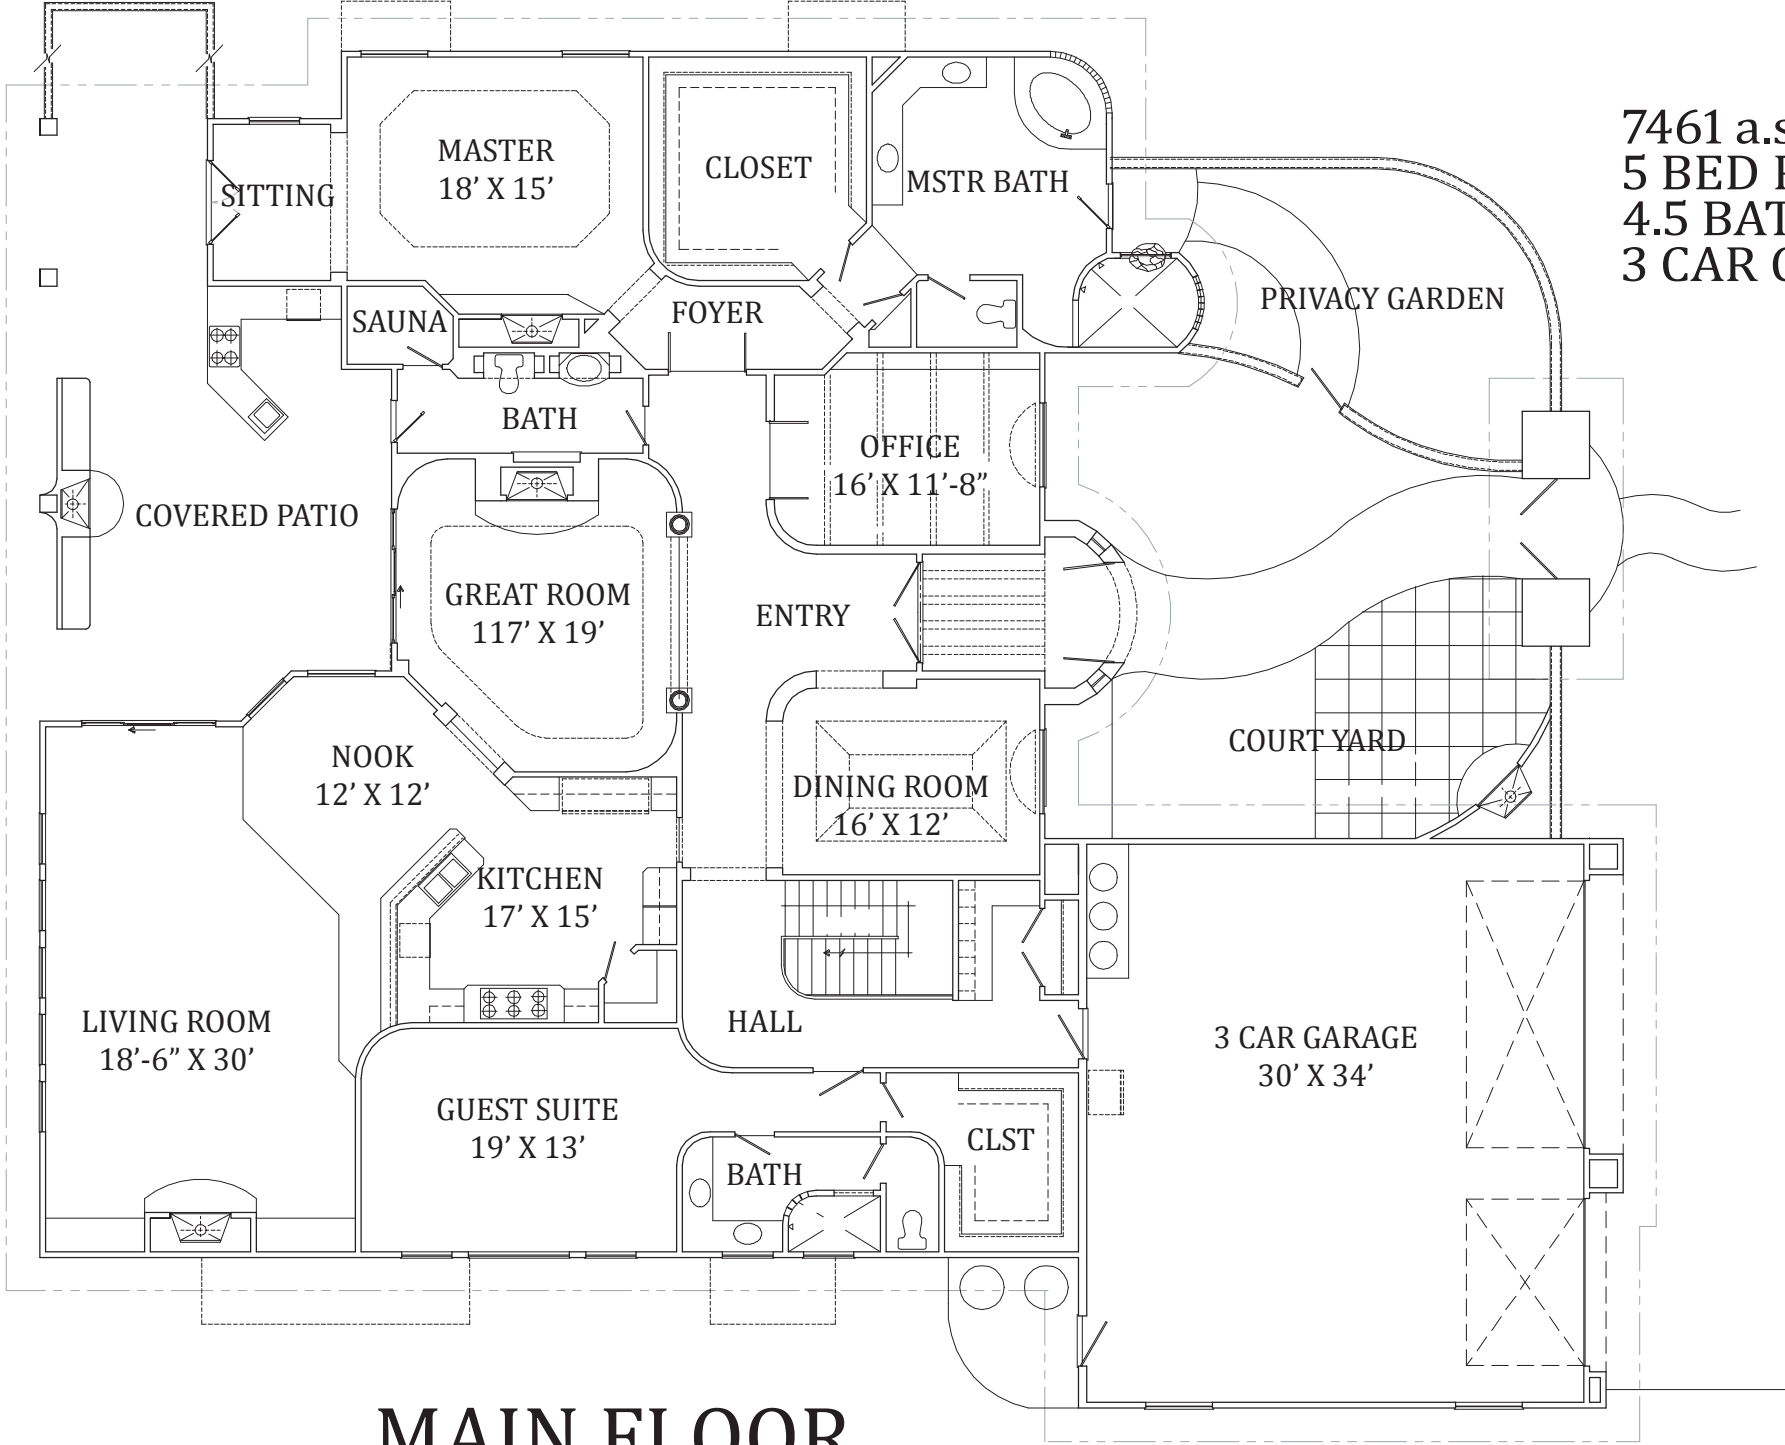 MASTER
18’ X 15’
CLOSET
MSTR BATH
SITTING
7461
5 BED
4.5
3 CAR
SAUNA
FOYER
PRIVACY GARDEN
BATH
OFFICE
16’ X 11’-8”
COVERED PATIO
GREAT ROOM
117’ X 19’
ENTRY
NOOK
12’ X 12’
DINING ROOM
16’ X 12’
COURT YARD
KITCHEN
17’ X 15’
LIVING ROOM
18’-6” X 30’
HALL
3 CAR GARAGE
30’ X 34’
GUEST SUITE
19’ X 13’
BATH
CLST
MAIN FLOOR